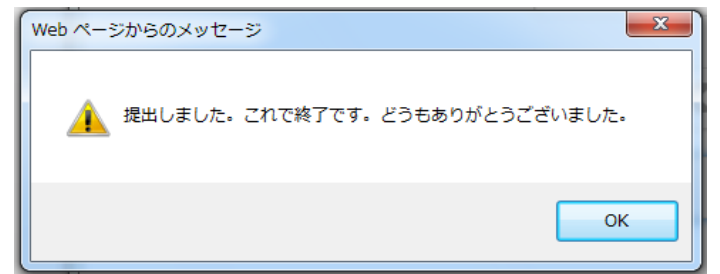 Web ページからのメッセージ
提出しました。これで終了です。どうもありがとうございました。
OK